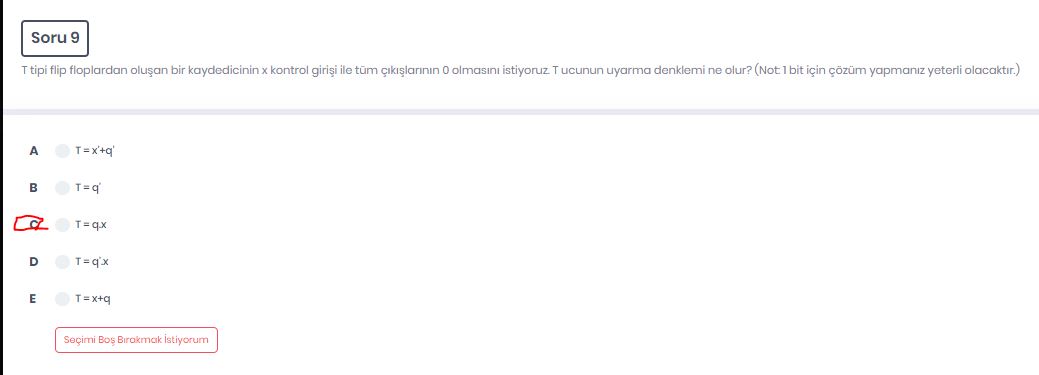 Soru 9
T tipi flip floplardan oluşan bir kaydedicinin x kontrol girişi ile tüm çıkışlarının 0 olmasını istiyoruz. T ucunun uyarma denklemi ne olur? (Not: 1 bit için çözüm yapmanız yeterli olacaktır.)
A T = x'+q'
B T = q'
C T = q.x
D T = q'.x
E T = x+q
Seçimi Boş Bırakmak İstiyorum